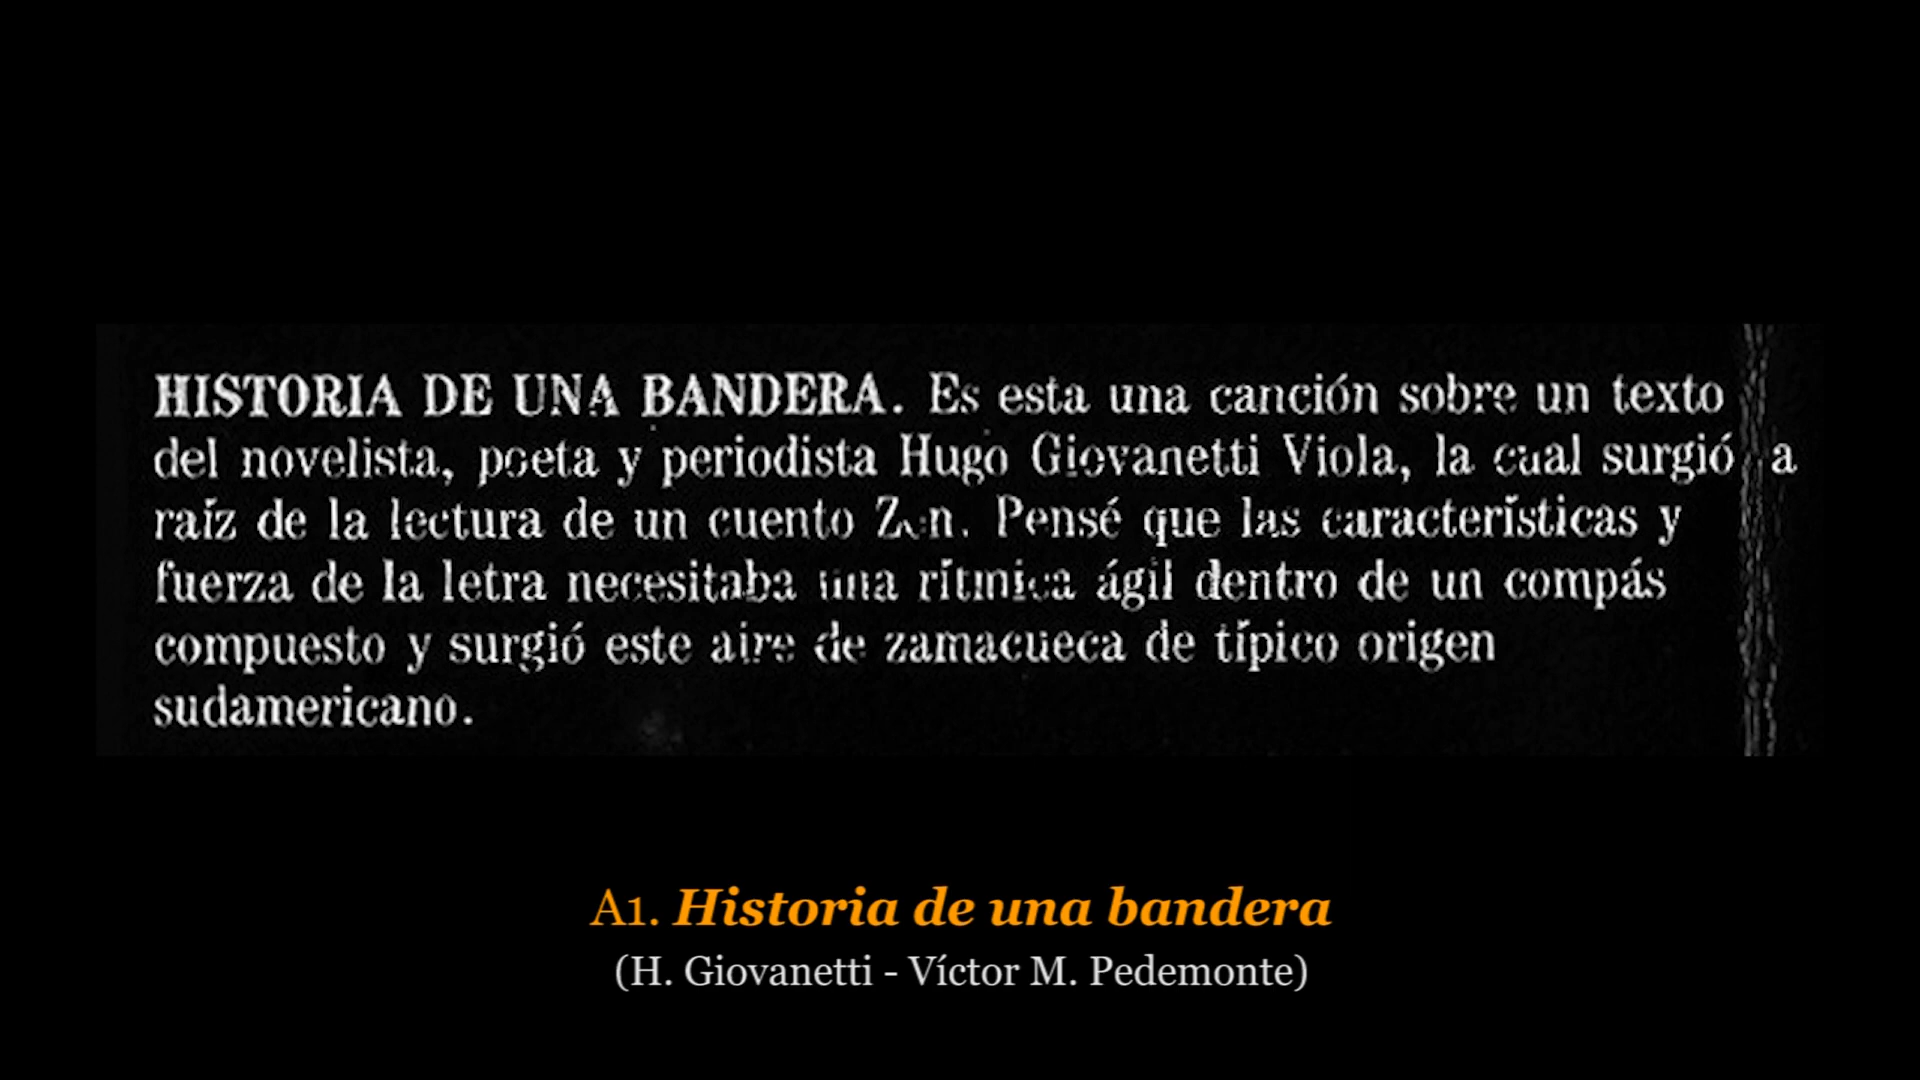 HISTORIA DE UNA BANDERA. Es esta una canción sobre un texto
del novelista, poeta y periodista Hugo Giovanetti Viola, la cual surgió a
raíz de la lectura de un cuento Zen. Pensé que las características y
fuerza de la letra necesitaba una rítmica ágil dentro de un compás
compuesto y surgió este aire de zamacueca de típico origen
sudamericano.
A1. Historia de una bandera
(H. Giovanetti - Víctor M. Pedemonte)